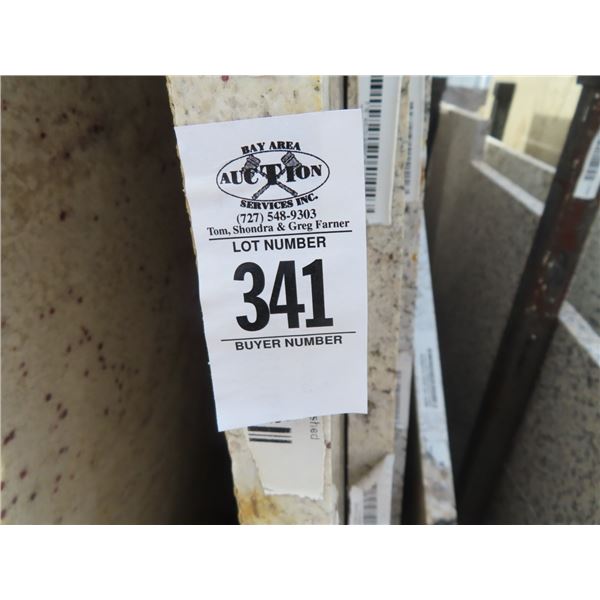 BAY AREA
AUCTION
SERVICES INC.
(727) 548-9303
Tom, Shondra & Greg Farner
LOT NUMBER
341
BUYER NUMBER